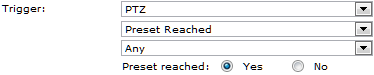 Trigger: PTZ
Preset Reached
Any
Preset reached: Yes No